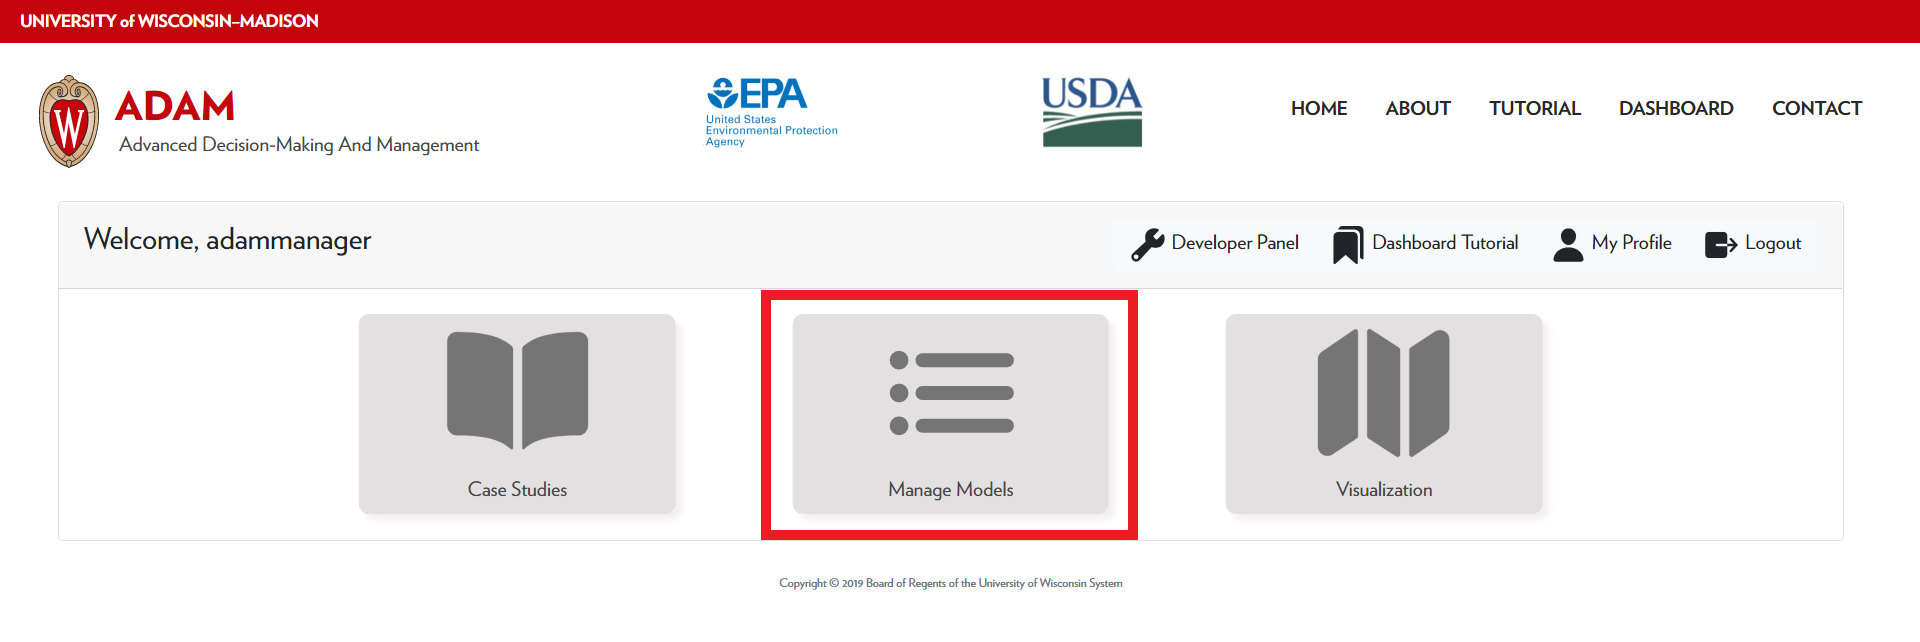 UNIVERSITY of WISCONSIN–MADISON
W
ADAM
Advanced Decision-Making And Management
EPA
United States
Environmental Protection
Agency
USDA
HOME ABOUT TUTORIAL DASHBOARD CONTACT
Welcome, adammanager
Developer Panel Dashboard Tutorial My Profile Logout
Case Studies
Manage Models
Visualization
Copyright © 2019 Board of Regents of the University of Wisconsin System